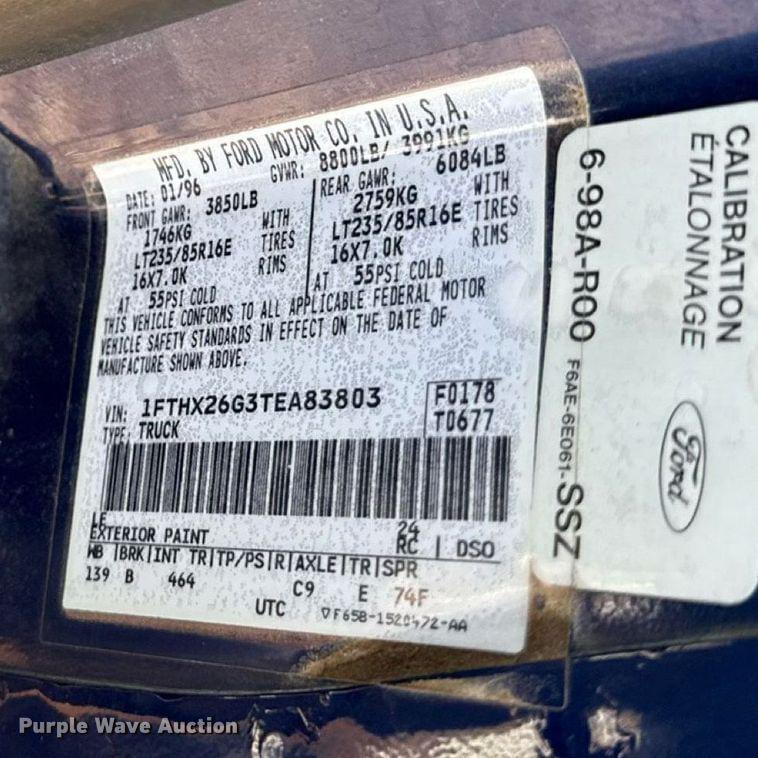 MFD. BY FORD MOTOR CO. IN U.S.A.
DATE: 01/96 GVWR: 8800LB/ 3991KG
FRONT GAWR: 3850LB
1746KG WITH
LT235/85R16E TIRES
16X7.0K RIMS
AT 55PSI COLD
REAR GAWR: 6084LB
2759KG WITH
LT235/85R16E TIRES
16X7.0K RIMS
AT 55PSI COLD
THIS VEHICLE CONFORMS TO ALL APPLICABLE FEDERAL MOTOR
VEHICLE SAFETY STANDARDS IN EFFECT ON THE DATE OF
MANUFACTURE SHOWN ABOVE.
VIN: 1FTHX26G3TEA83803 F0178
TYPE: TRUCK T0677
LE 24
EXTERIOR PAINT RC | DSO
WB |BRK|INT TR|TP/PS|R|AXLE|TR|SPR
139 B 464 C9 E 74F
UTC ▽F65B-1520472-AA
CALIBRATION
ÉTALONNAGE
Ford
6-98A-R00 F6AE-6E061-SSZ
Purple Wave Auction